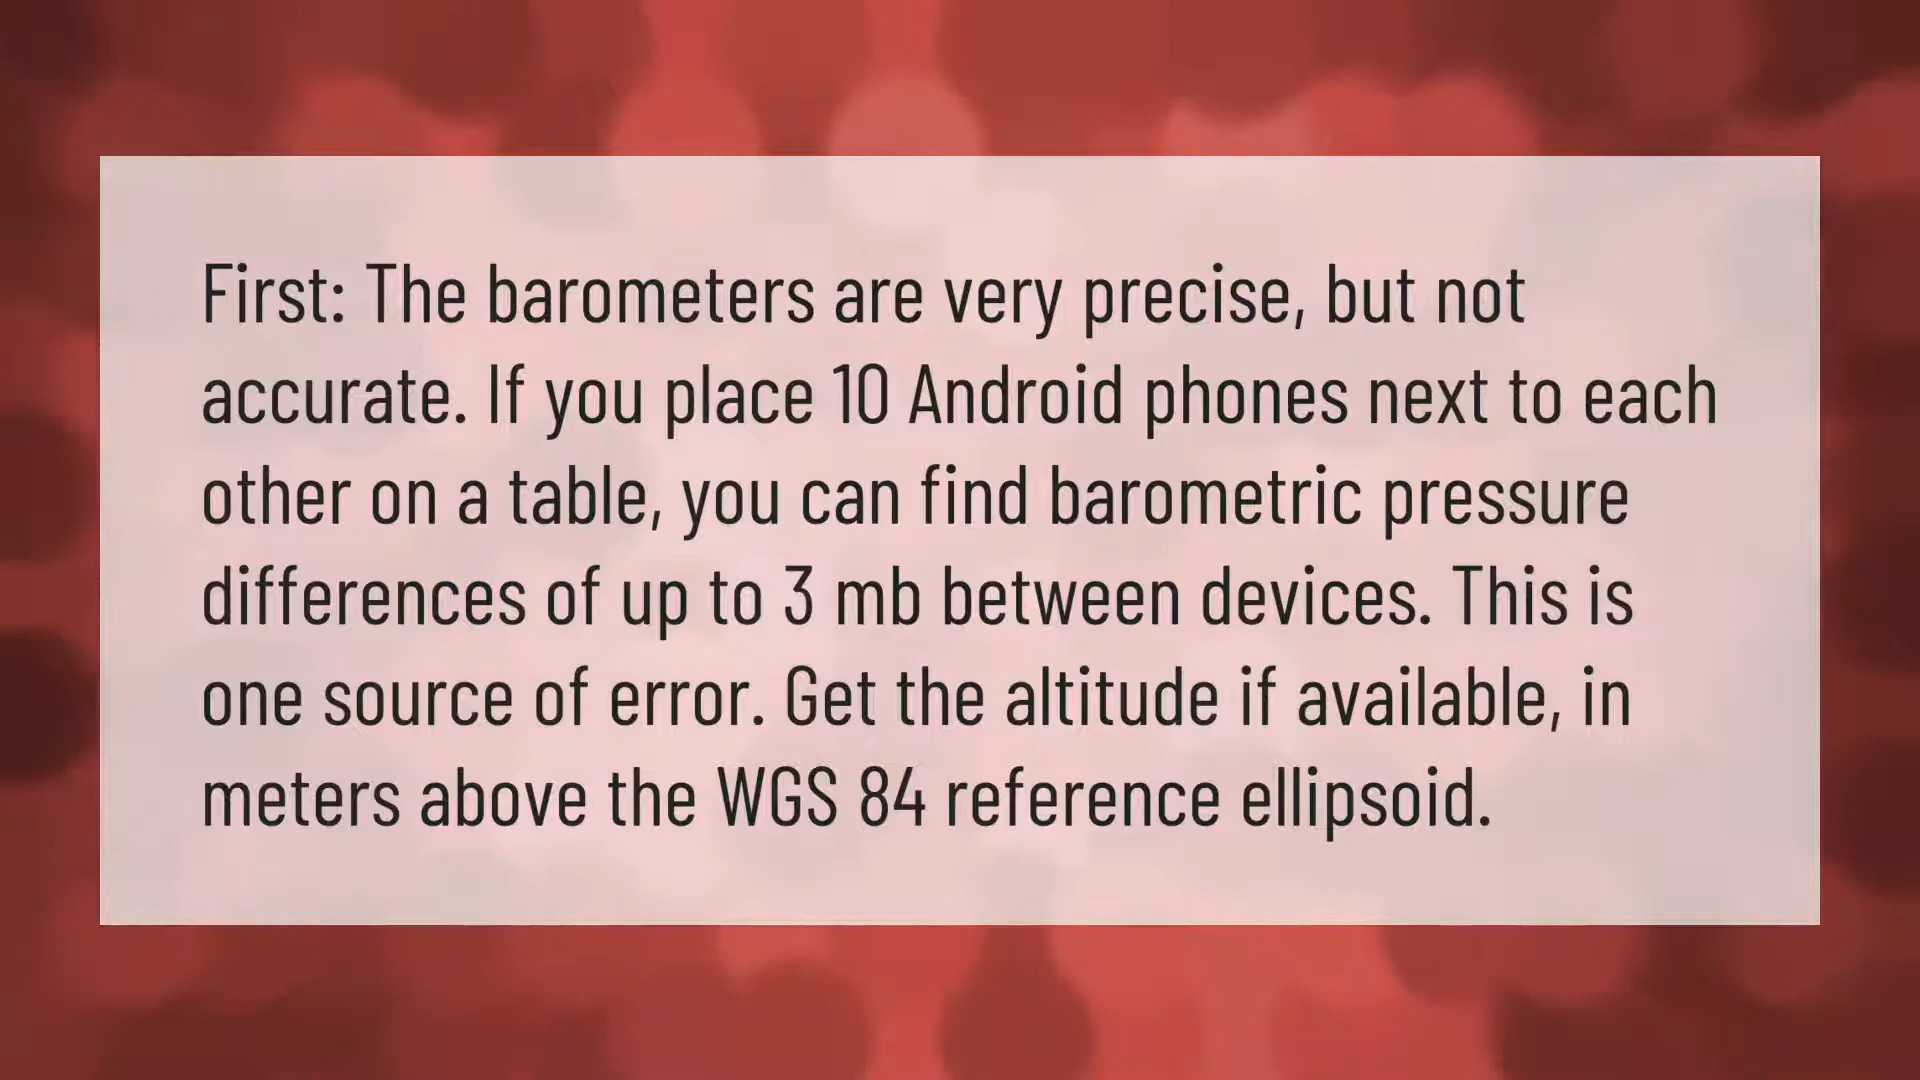 First: The barometers are very precise, but not
accurate. If you place 10 Android phones next to each
other on a table, you can find barometric pressure
differences of up to 3 mb between devices. This is
one source of error. Get the altitude if available, in
meters above the WGS 84 reference ellipsoid.